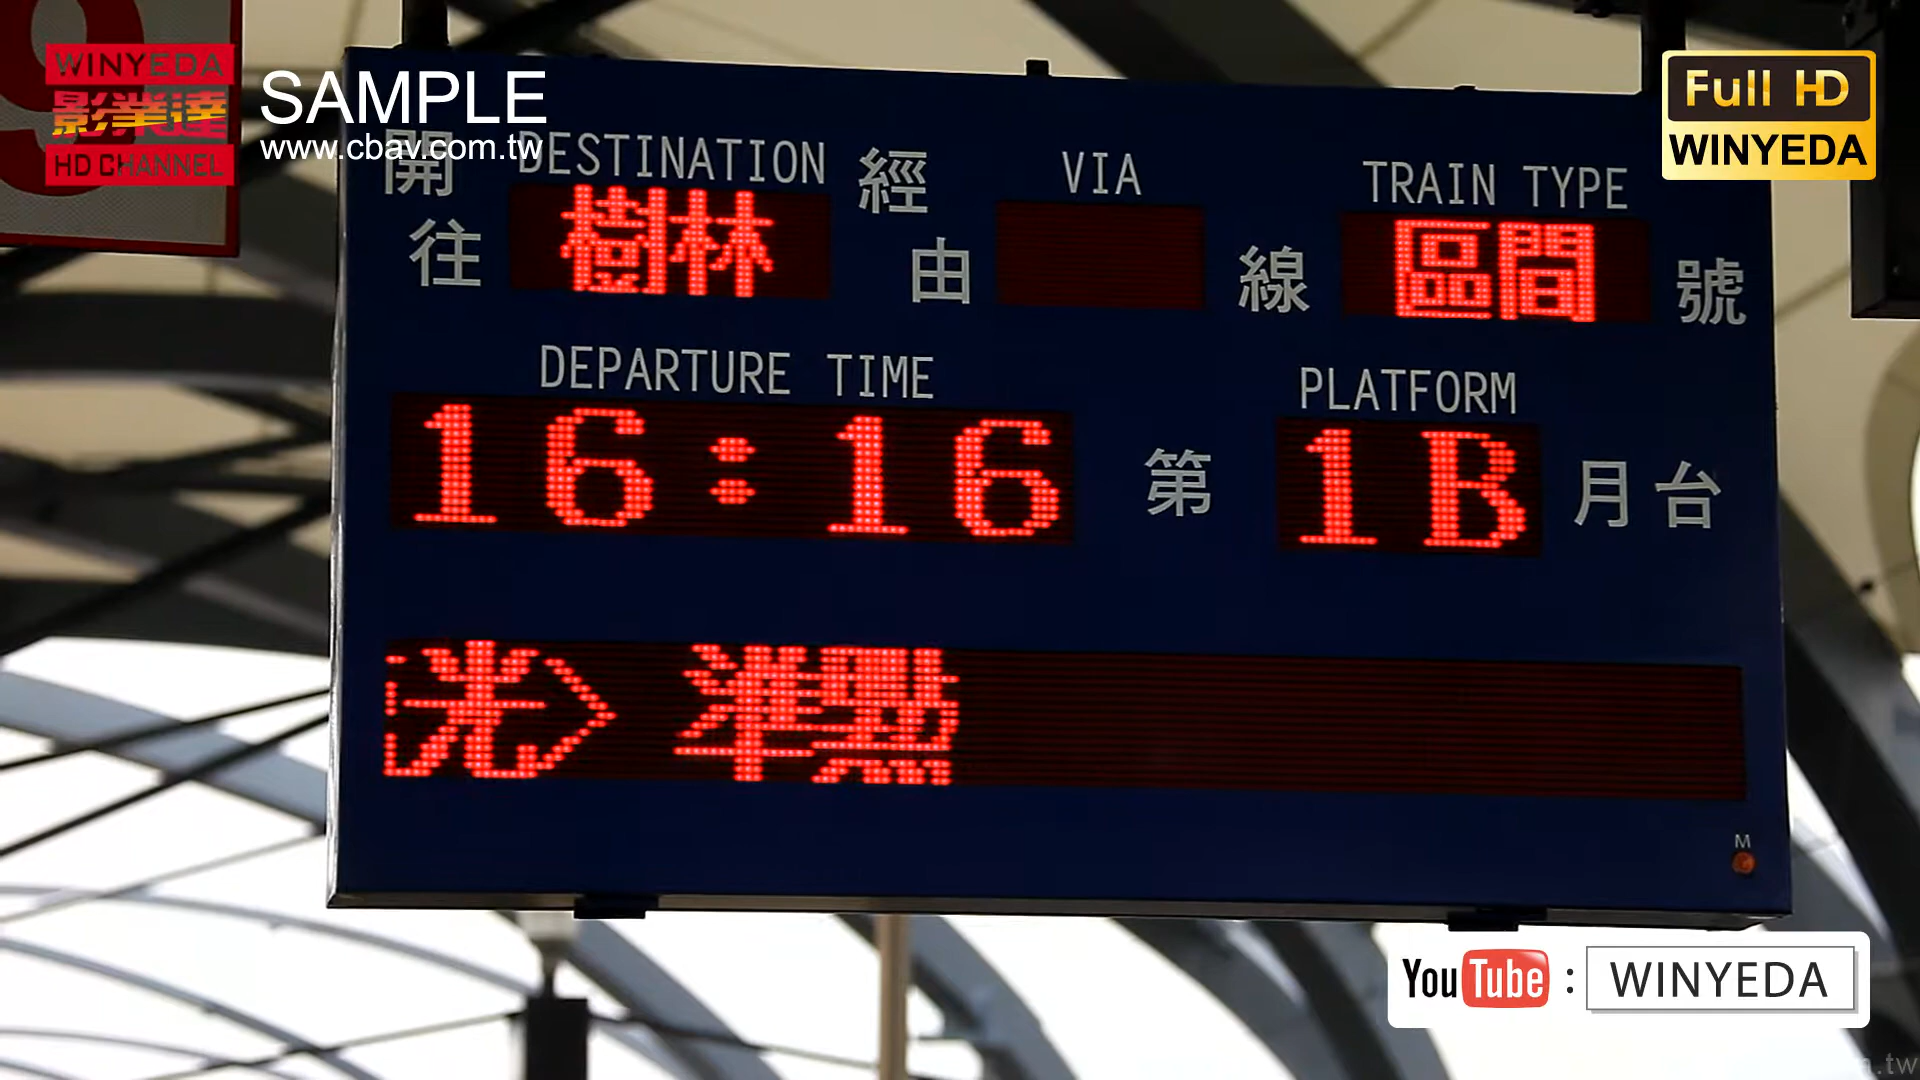 WINYEDA
影業達
HD CHANNEL
SAMPLE
www.cbav.com.tw
Full HD
WINYEDA
開往 DESTINATION 樹林
經由 VIA
線 TRAIN TYPE 區間 號
DEPARTURE TIME 16:16
第 PLATFORM 1B 月台
光> 準點
M
YouTube : WINYEDA
a.tw